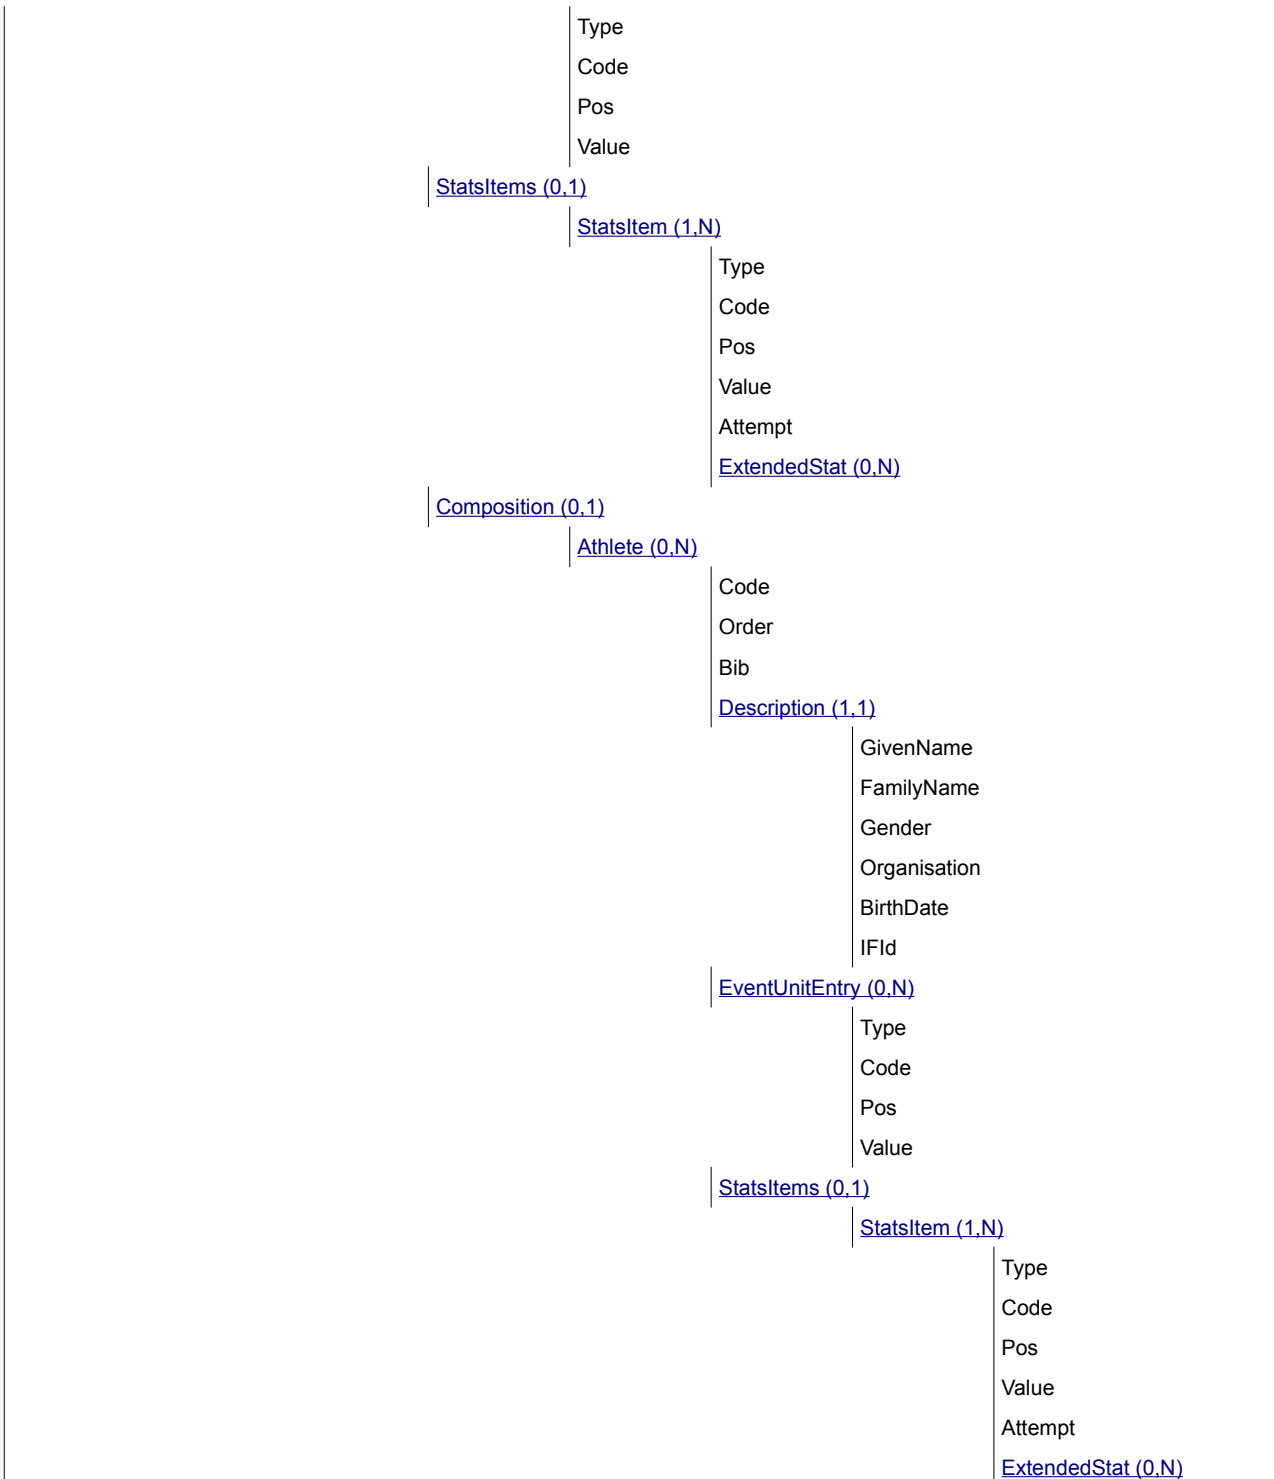 Type
Code
Pos
Value
StatsItems (0,1)
StatsItem (1,N)
Type
Code
Pos
Value
Attempt
ExtendedStat (0,N)
Composition (0,1)
Athlete (0,N)
Code
Order
Bib
Description (1,1)
GivenName
FamilyName
Gender
Organisation
BirthDate
IFId
EventUnitEntry (0,N)
Type
Code
Pos
Value
StatsItems (0,1)
StatsItem (1,N)
Type
Code
Pos
Value
Attempt
ExtendedStat (0,N)